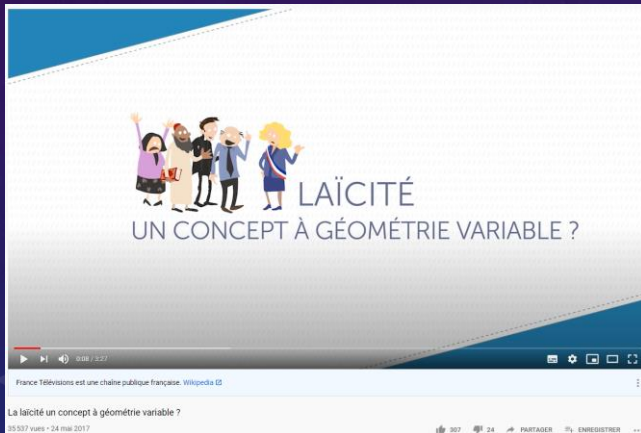 LAÏCITÉ
UN CONCEPT À GÉOMÉTRIE VARIABLE ?
0:08 / 3:27
France Télévisions est une chaîne publique française. Wikipedia
La laïcité un concept à géométrie variable ?
35 537 vues • 24 mai 2017
307 24 PARTAGER ENREGISTRER ...